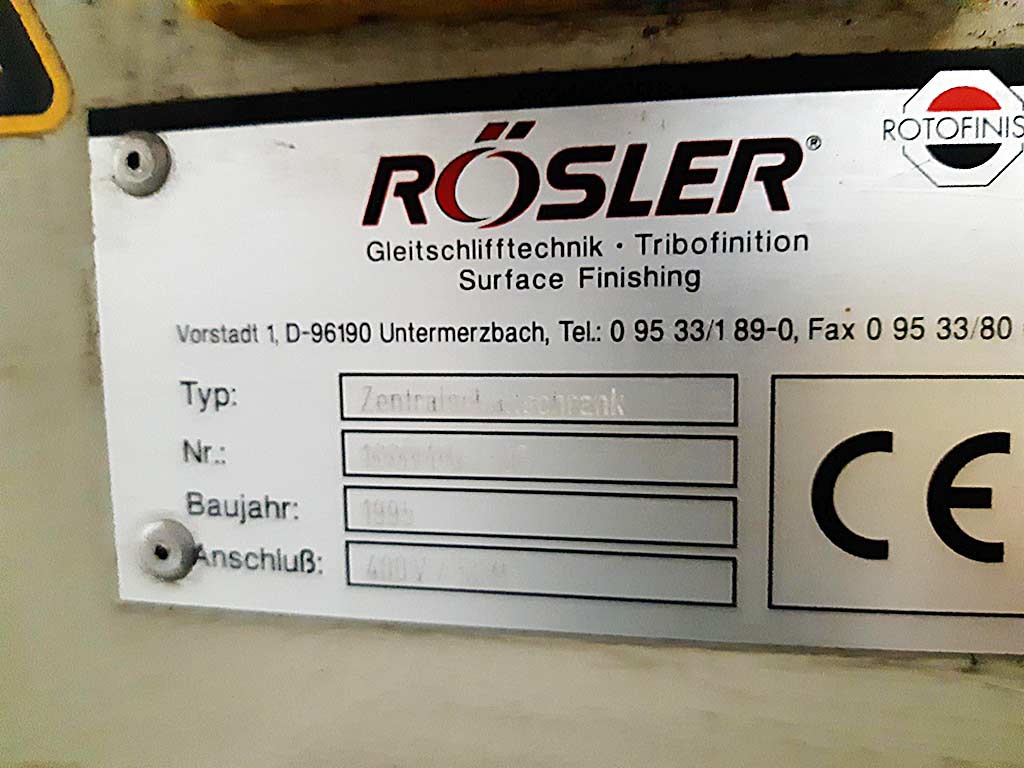 RÖSLER®
ROTOFINIS
Gleitschlifftechnik · Tribofinition
Surface Finishing
Vorstadt 1, D-96190 Untermerzbach, Tel.: 0 95 33/1 89-0, Fax 0 95 33/80
Typ:
Nr.:
Baujahr:
Anschluß: 400 V /
CE